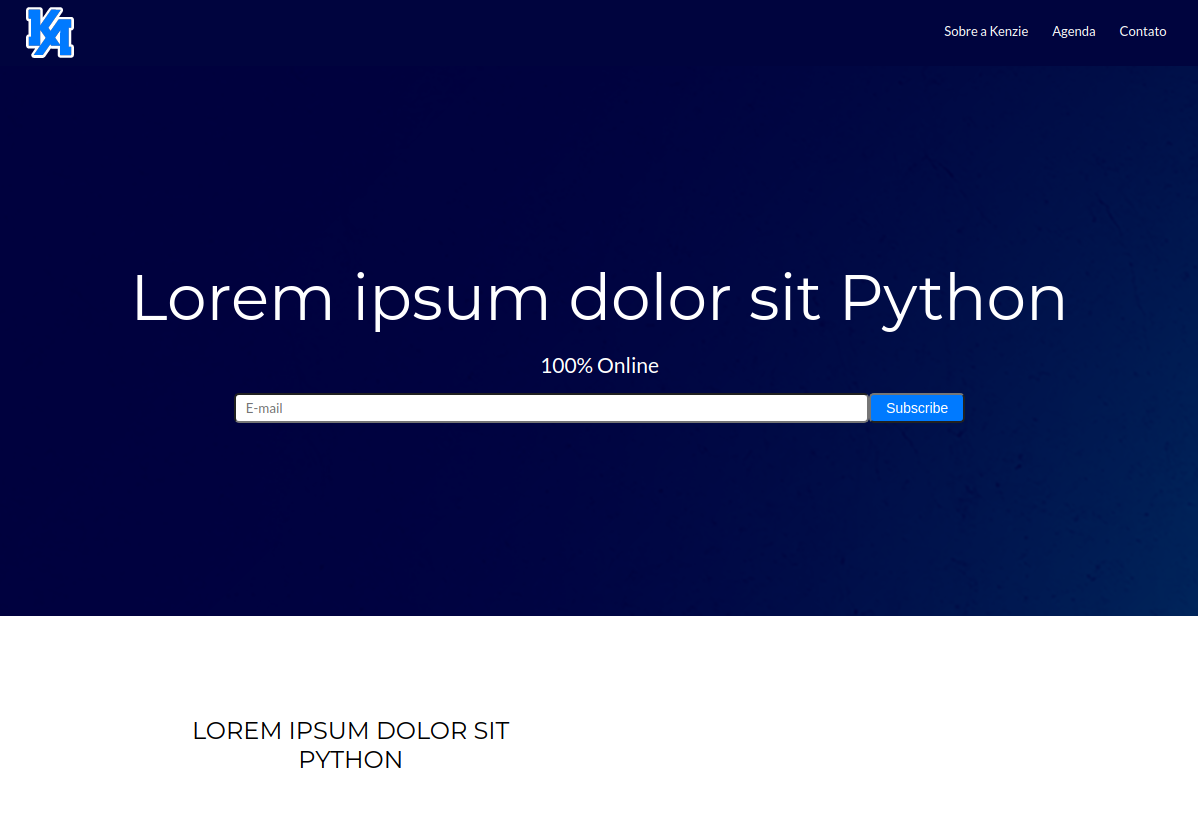 KA
Sobre a Kenzie Agenda Contato
Lorem ipsum dolor sit Python
100% Online
E-mail Subscribe
LOREM IPSUM DOLOR SIT
PYTHON